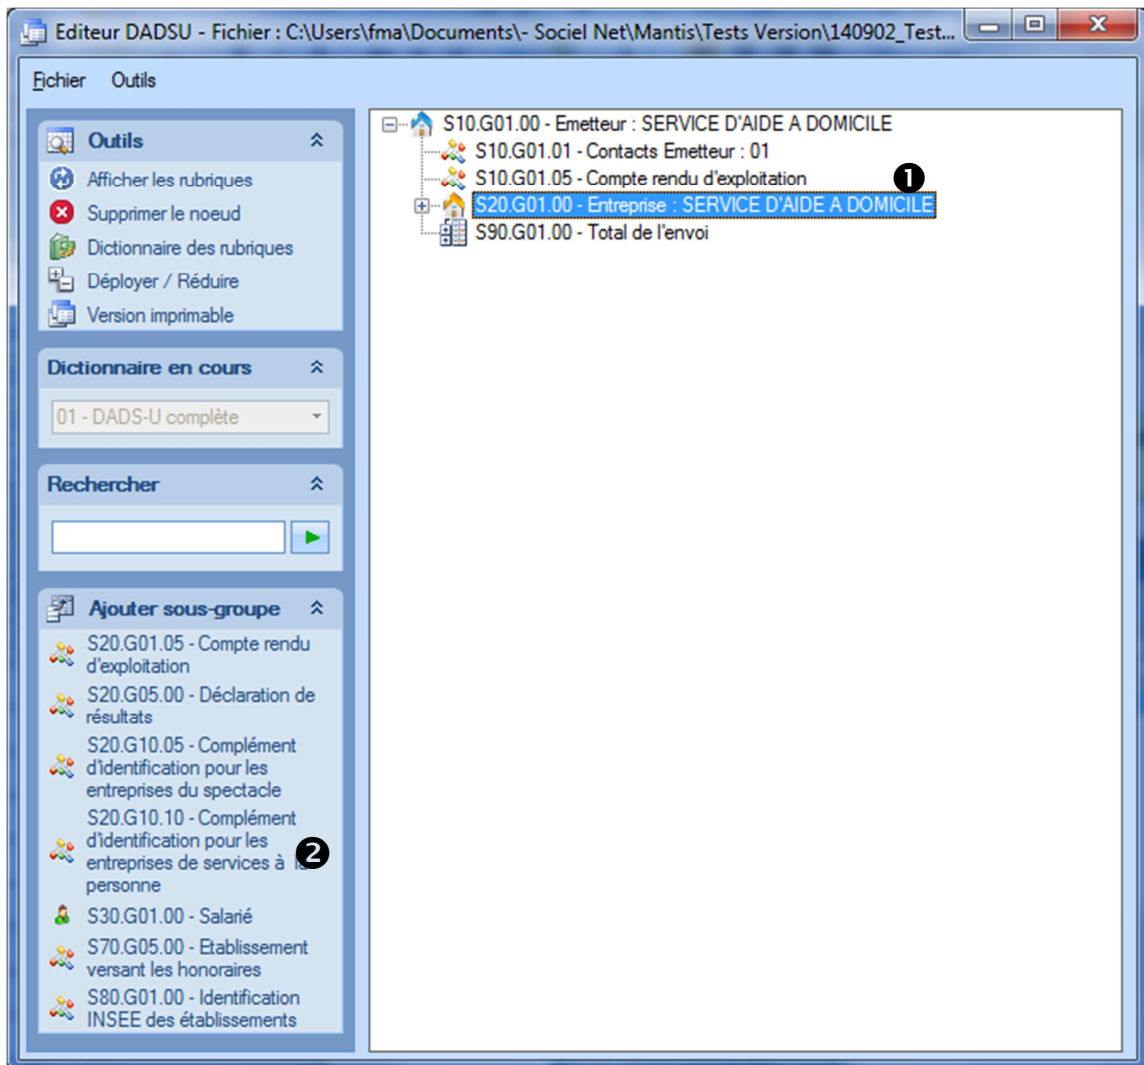 Editeur DADSU - Fichier : C:\Users\fma\Documents\- Sociel Net\Mantis\Tests Version\140902_Test...
Fichier Outils
Outils
Afficher les rubriques
Supprimer le noeud
Dictionnaire des rubriques
Déployer / Réduire
Version imprimable
Dictionnaire en cours
01 - DADS-U complète
Rechercher
Ajouter sous-groupe
S20.G01.05 - Compte rendu
d'exploitation
S20.G05.00 - Déclaration de
résultats
S20.G10.05 - Complément
d'identification pour les
entreprises du spectacle
S20.G10.10 - Complément
d'identification pour les
entreprises de services à la
personne
❷
S30.G01.00 - Salarié
S70.G05.00 - Etablissement
versant les honoraires
S80.G01.00 - Identification
INSEE des établissements
S10.G01.00 - Emetteur : SERVICE D'AIDE A DOMICILE
S10.G01.01 - Contacts Emetteur : 01
S10.G01.05 - Compte rendu d'exploitation
❶
S20.G01.00 - Entreprise : SERVICE D'AIDE A DOMICILE
S90.G01.00 - Total de l'envoi